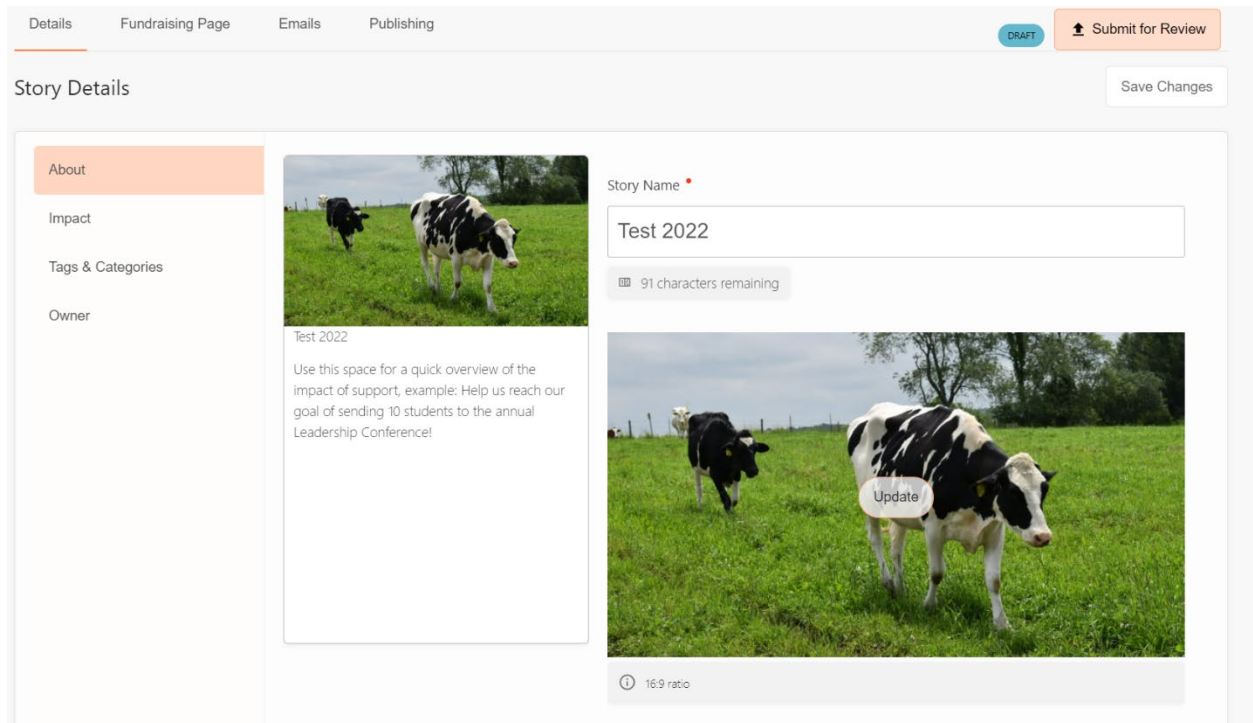 Details Fundraising Page Emails Publishing
DRAFT
Submit for Review
Story Details
Save Changes
About
Impact
Tags & Categories
Owner
Test 2022
Use this space for a quick overview of the
impact of support, example: Help us reach our
goal of sending 10 students to the annual
Leadership Conference!
Story Name
Test 2022
91 characters remaining
Update
16:9 ratio